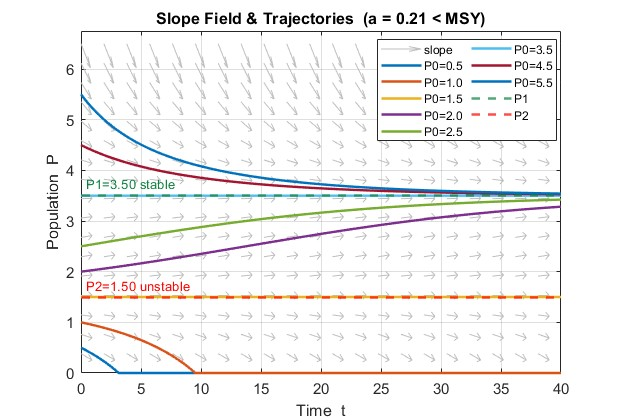 Slope Field & Trajectories (a = 0.21 < MSY)
slope
P0=0.5
P0=1.0
P0=1.5
P0=2.0
P0=2.5
P0=3.5
P0=4.5
P0=5.5
P1
P2
P1=3.50 stable
P2=1.50 unstable
Population P
6
5
4
3
2
1
0
0 5 10 15 20 25 30 35 40
Time t